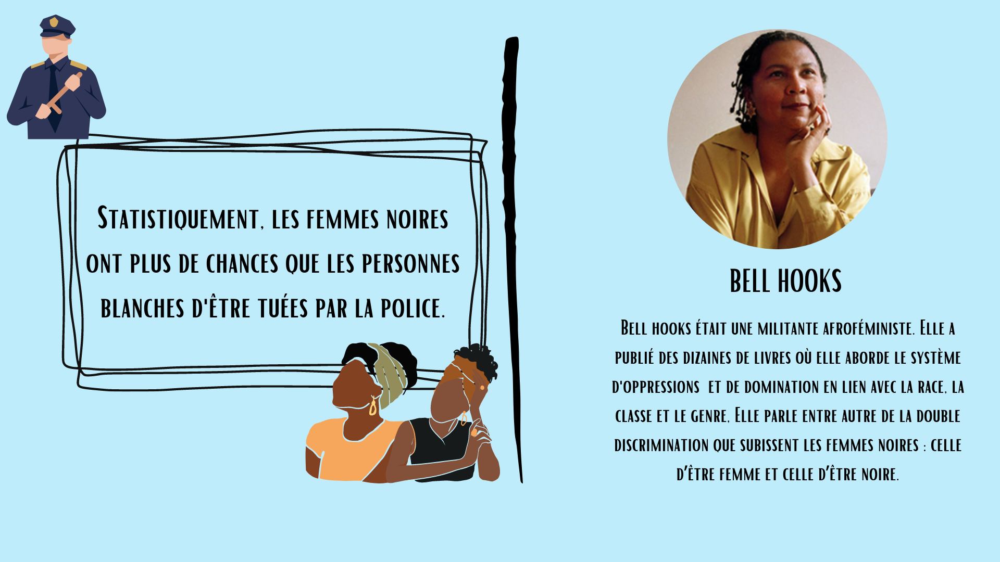 Statistiquement, les femmes noires
ont plus de chances que les personnes
blanches d'être tuées par la police.
BELL HOOKS
Bell hooks était une militante afroféministe. Elle a
publié des dizaines de livres où elle aborde le système
d'oppressions et de domination en lien avec la race, la
classe et le genre, Elle parle entre autre de la double
discrimination que subissent les femmes noires : celle
d’être femme et celle d’être noire.